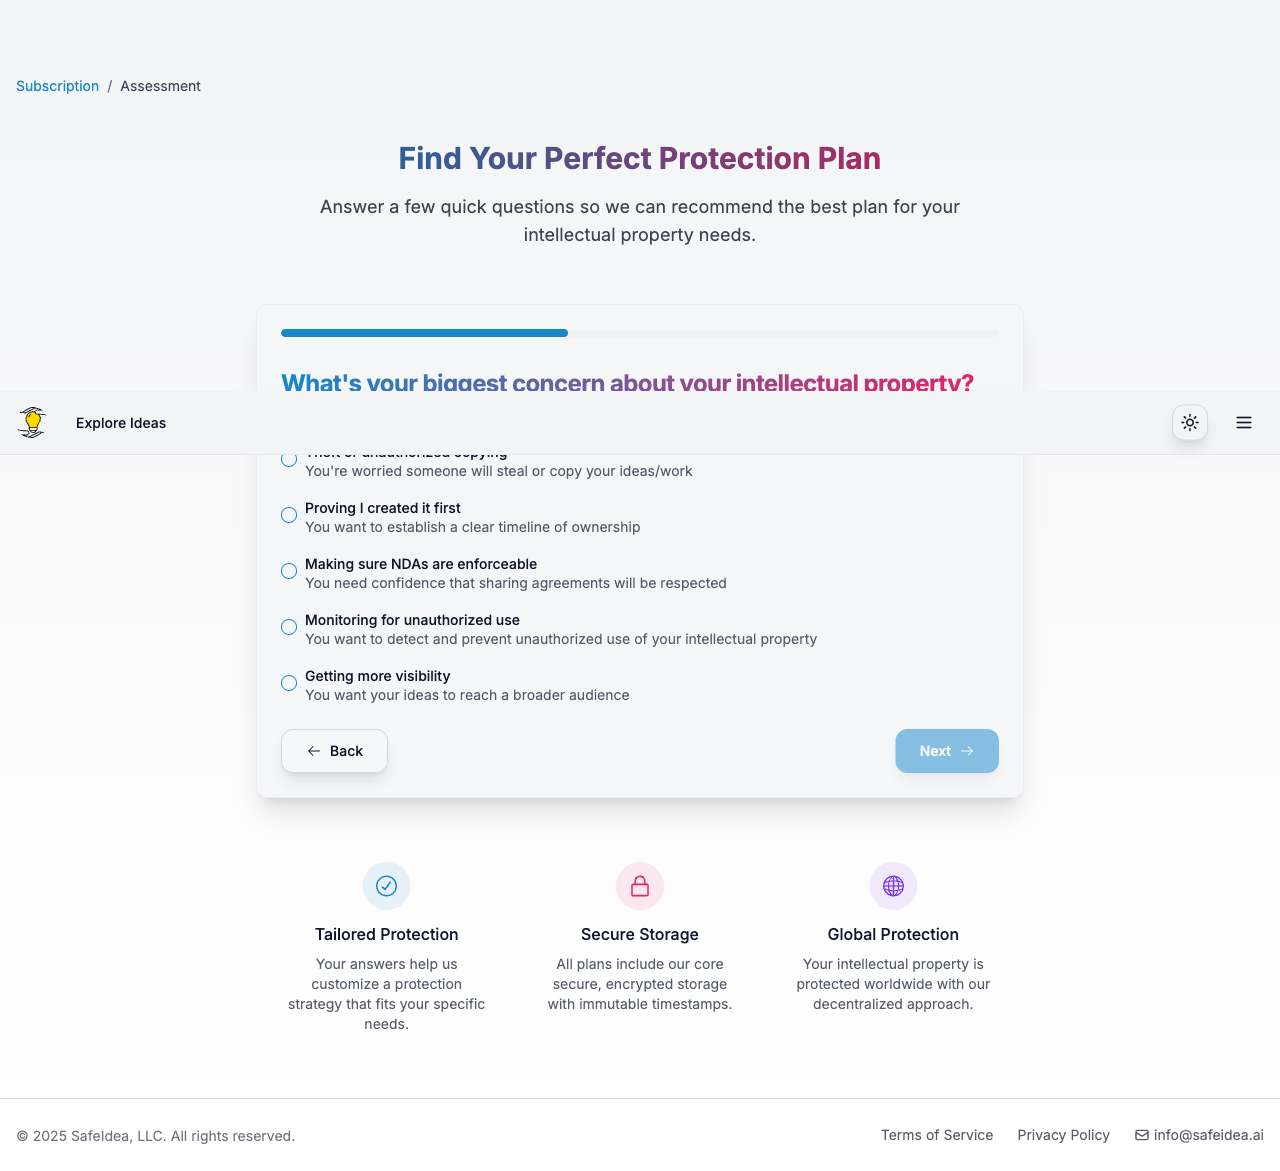 Subscription / Assessment
Find Your Perfect Protection Plan
Answer a few quick questions so we can recommend the best plan for your
intellectual property needs.
What's your biggest concern about your intellectual property?
Explore Ideas
Theft or unauthorized copying
You're worried someone will steal or copy your ideas/work
Proving I created it first
You want to establish a clear timeline of ownership
Making sure NDAs are enforceable
You need confidence that sharing agreements will be respected
Monitoring for unauthorized use
You want to detect and prevent unauthorized use of your intellectual property
Getting more visibility
You want your ideas to reach a broader audience
Back
Next
Tailored Protection
Your answers help us
customize a protection
strategy that fits your specific
needs.
Secure Storage
All plans include our core
secure, encrypted storage
with immutable timestamps.
Global Protection
Your intellectual property is
protected worldwide with our
decentralized approach.
© 2025 SafeIdea, LLC. All rights reserved.
Terms of Service
Privacy Policy
info@safeidea.ai